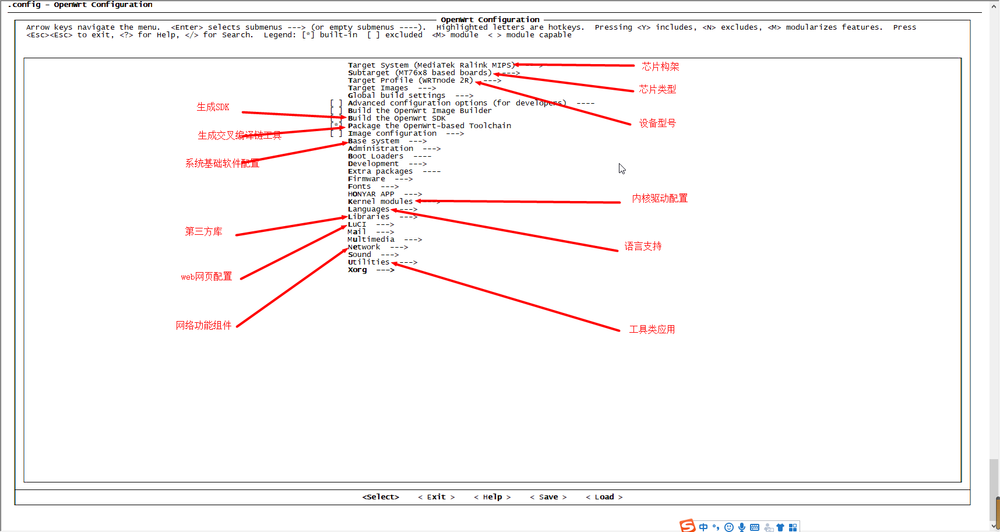 .config - OpenWrt Configuration
OpenWrt Configuration
Arrow keys navigate the menu.  <Enter> selects submenus ---> (or empty submenus ----).  Highlighted letters are hotkeys.  Pressing <Y> includes, <N> excludes, <M> modularizes features.  Press
<Esc><Esc> to exit, <?> for Help, </> for Search.  Legend: [*] built-in  [ ] excluded  <M> module  < > module capable
Target System (MediaTek Ralink MIPS)  --->
芯片构架
Subtarget (MT76x8 based boards)  --->
芯片类型
Target Profile (WRTnode 2R)  --->
设备型号
Target Images  --->
Global build settings  --->
[ ] Advanced configuration options (for developers)  ----
[ ] Build the OpenWrt Image Builder
生成SDK
[ ] Build the OpenWrt SDK
生成交叉编译链工具
[*] Package the OpenWrt-based Toolchain
[ ] Image configuration  --->
系统基础软件配置
Base system  --->
Administration  --->
Boot Loaders  ----
Development  --->
Extra packages  ----
Firmware  --->
Fonts  --->
HONYAR APP  --->
Kernel modules  --->
内核驱动配置
Languages  --->
语言支持
第三方库
Libraries  --->
web网页配置
LuCI  --->
Mail  --->
Multimedia  --->
网络功能组件
Network  --->
Sound  --->
Utilities  --->
工具类应用
Xorg  --->
<Select>    < Exit >    < Help >    < Save >    < Load >
S 中